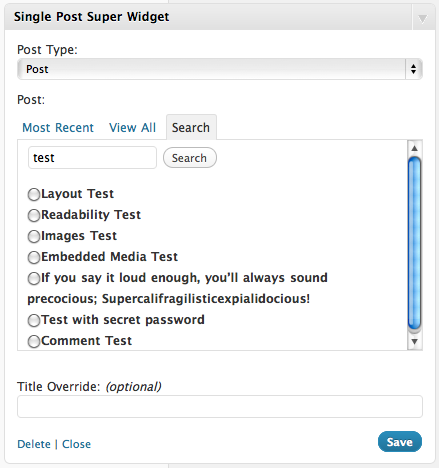 Single Post Super Widget
Post Type:
Post
Post:
Most Recent View All Search
test Search
Layout Test
Readability Test
Images Test
Embedded Media Test
If you say it loud enough, you'll always sound
precocious; Supercalifragilisticexpialidocious!
Test with secret password
Comment Test
Title Override: (optional)
Delete | Close Save